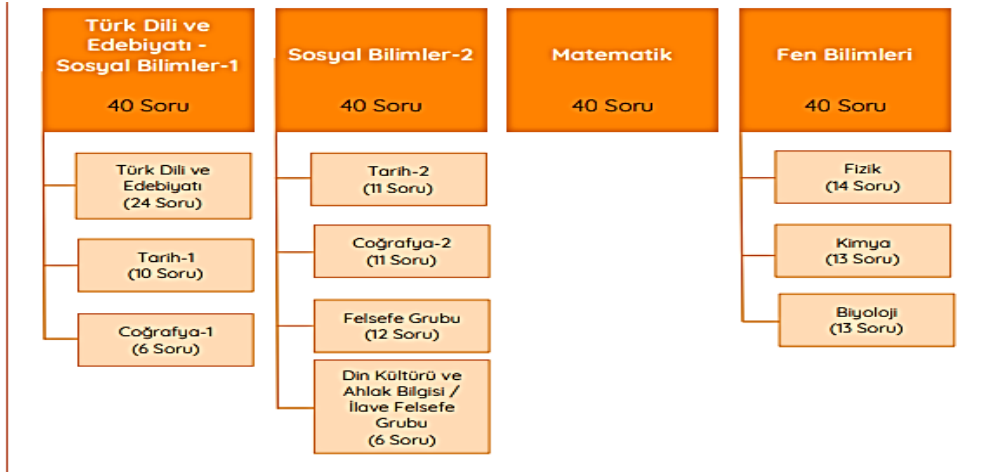 Türk Dili ve
Edebiyatı -
Sosyal Bilimler-1
40 Soru
Türk Dili ve
Edebiyatı
(24 Soru)
Tarih-1
(10 Soru)
Coğrafya-1
(6 Soru)
Sosyal Bilimler-2
40 Soru
Tarih-2
(11 Soru)
Coğrafya-2
(11 Soru)
Felsefe Grubu
(12 Soru)
Din Kültürü ve
Ahlak Bilgisi /
İlave Felsefe
Grubu
(6 Soru)
Matematik
40 Soru
Fen Bilimleri
40 Soru
Fizik
(14 Soru)
Kimya
(13 Soru)
Biyoloji
(13 Soru)